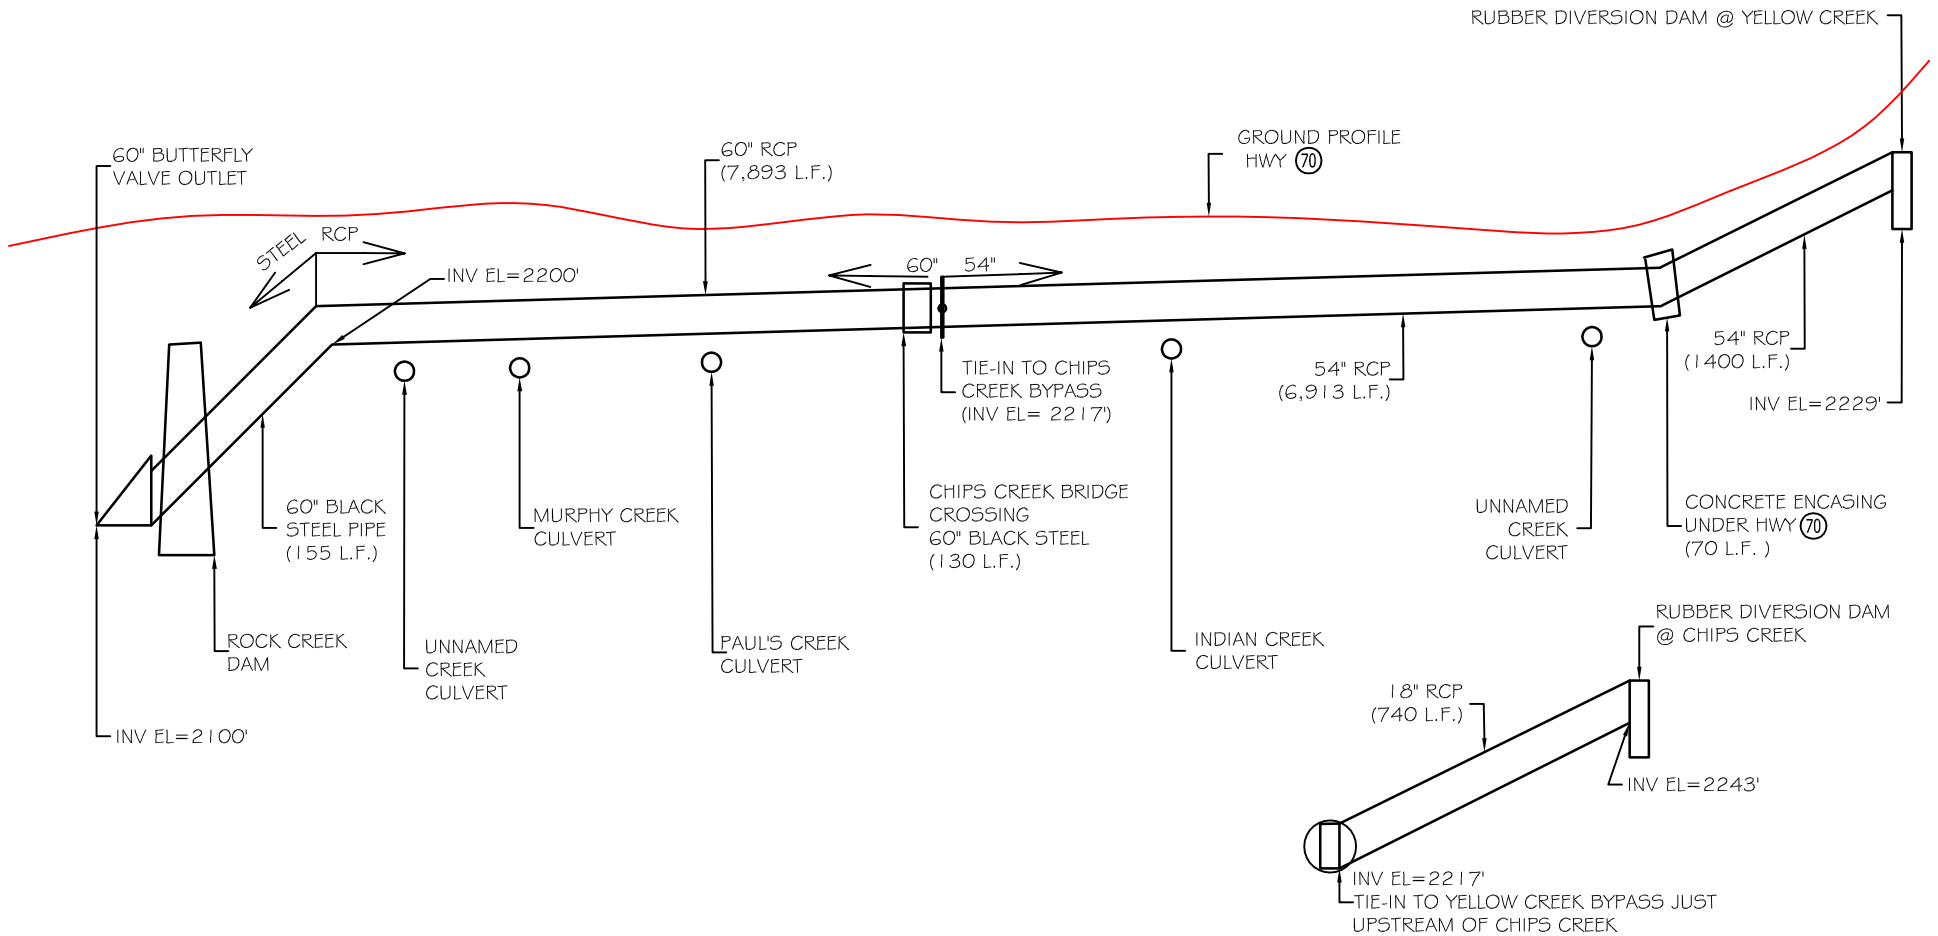 RUBBER DIVERSION DAM @ YELLOW CREEK
GROUND PROFILE
HWY 70
60" RCP
(7,893 L.F.)
60" BUTTERFLY
VALVE OUTLET
STEEL
RCP
INV EL=2200'
60"
54"
TIE-IN TO CHIPS
CREEK BYPASS
(INV EL= 2217')
54" RCP
(6,913 L.F.)
54" RCP
(1400 L.F.)
INV EL=2229'
60" BLACK
STEEL PIPE
(155 L.F.)
MURPHY CREEK
CULVERT
CHIPS CREEK BRIDGE
CROSSING
60" BLACK STEEL
(130 L.F.)
UNNAMED
CREEK
CULVERT
CONCRETE ENCASING
UNDER HWY 70
(70 L.F. )
ROCK CREEK
DAM
UNNAMED
CREEK
CULVERT
PAUL'S CREEK
CULVERT
INDIAN CREEK
CULVERT
RUBBER DIVERSION DAM
@ CHIPS CREEK
18" RCP
(740 L.F.)
INV EL=2100'
INV EL=2243'
INV EL=2217'
TIE-IN TO YELLOW CREEK BYPASS JUST
UPSTREAM OF CHIPS CREEK